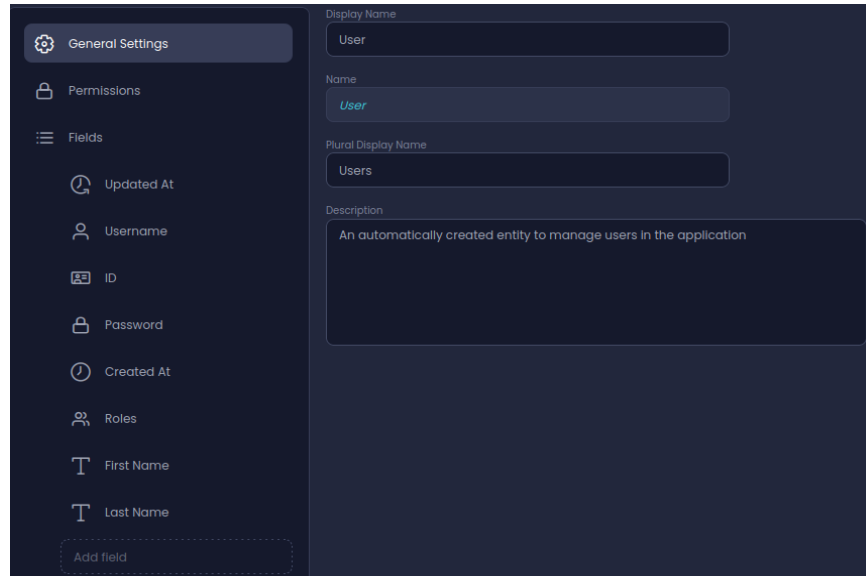 General Settings
Permissions
Fields
Updated At
Username
ID
Password
Created At
Roles
First Name
Last Name
Add field
Display Name
User
Name
User
Plural Display Name
Users
Description
An automatically created entity to manage users in the application